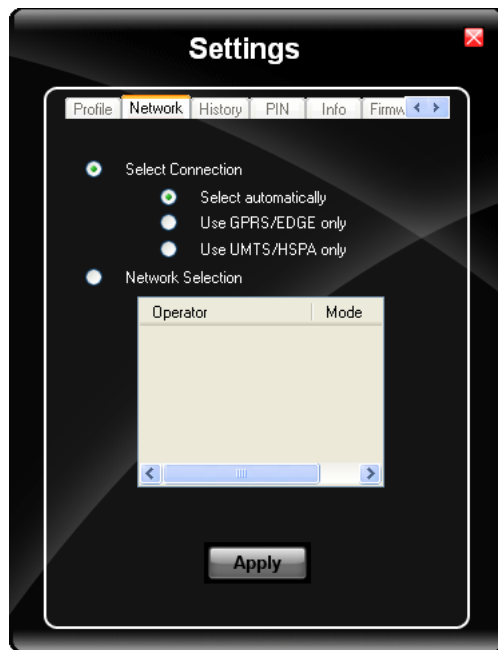 Settings
Profile Network History PIN Info Firmw
Select Connection
Select automatically
Use GPRS/EDGE only
Use UMTS/HSPA only
Network Selection
Operator Mode
Apply